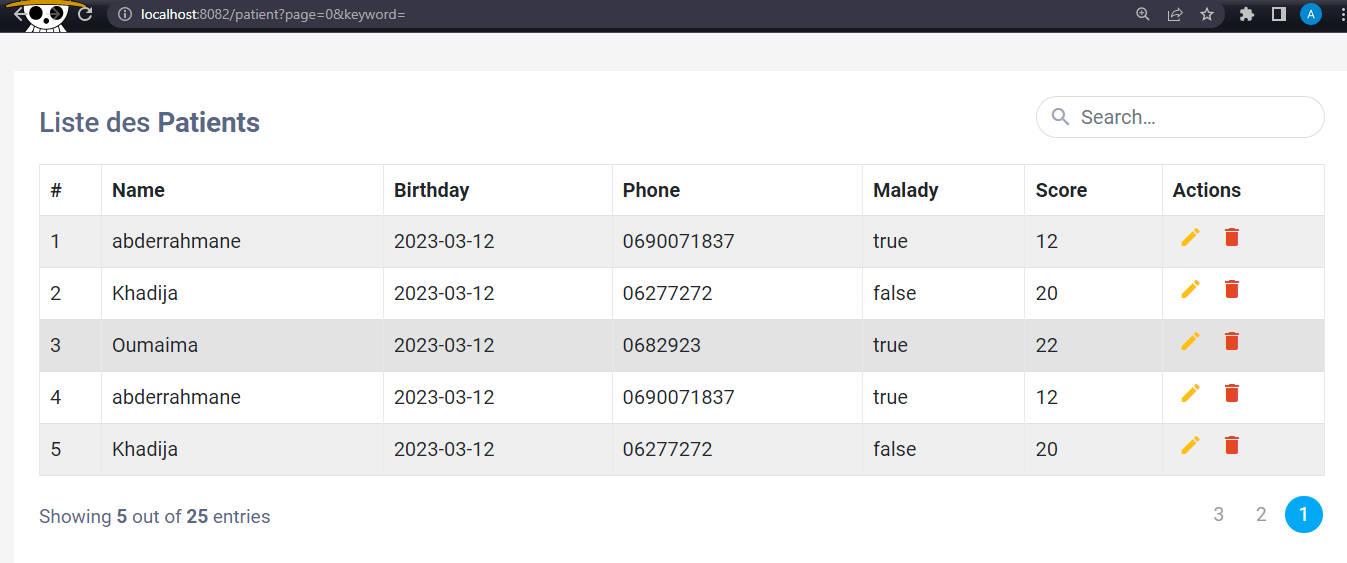 localhost:8082/patient?page=0&keyword=
A
Liste des Patients
Search...
# Name Birthday Phone Malady Score Actions
1 abderrahmane 2023-03-12 0690071837 true 12
2 Khadija 2023-03-12 06277272 false 20
3 Oumaima 2023-03-12 0682923 true 22
4 abderrahmane 2023-03-12 0690071837 true 12
5 Khadija 2023-03-12 06277272 false 20
Showing 5 out of 25 entries
3 2 1